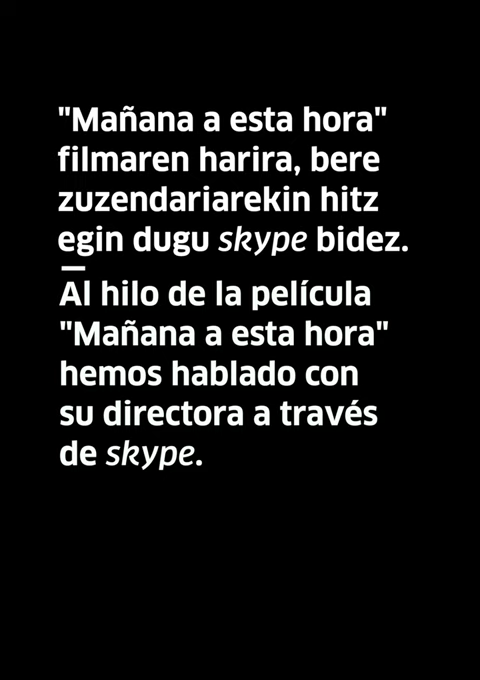 "Mañana a esta hora"
filmaren harira, bere
zuzendariarekin hitz
egin dugu skype bidez.
—
Al hilo de la película
"Mañana a esta hora"
hemos hablado con
su directora a través
de skype.